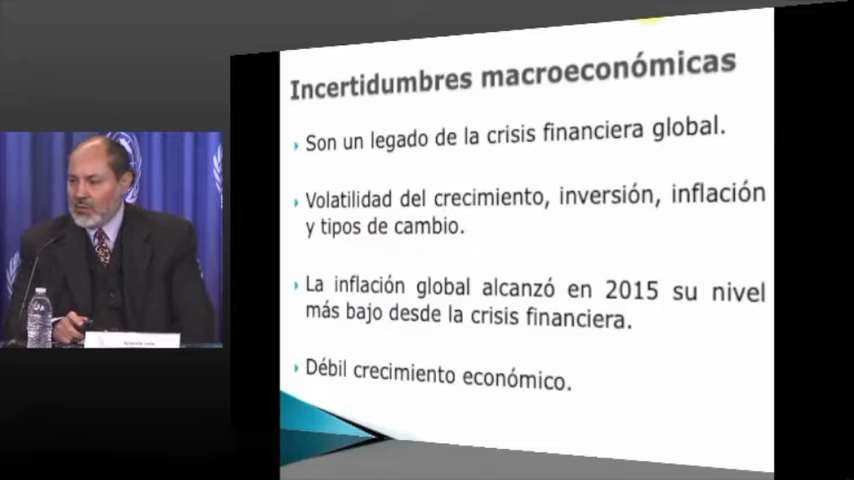 Incertidumbres macroeconómicas
Son un legado de la crisis financiera global.
Volatilidad del crecimiento, inversión, inflación
y tipos de cambio.
La inflación global alcanzó en 2015 su nivel
más bajo desde la crisis financiera.
Débil crecimiento económico.